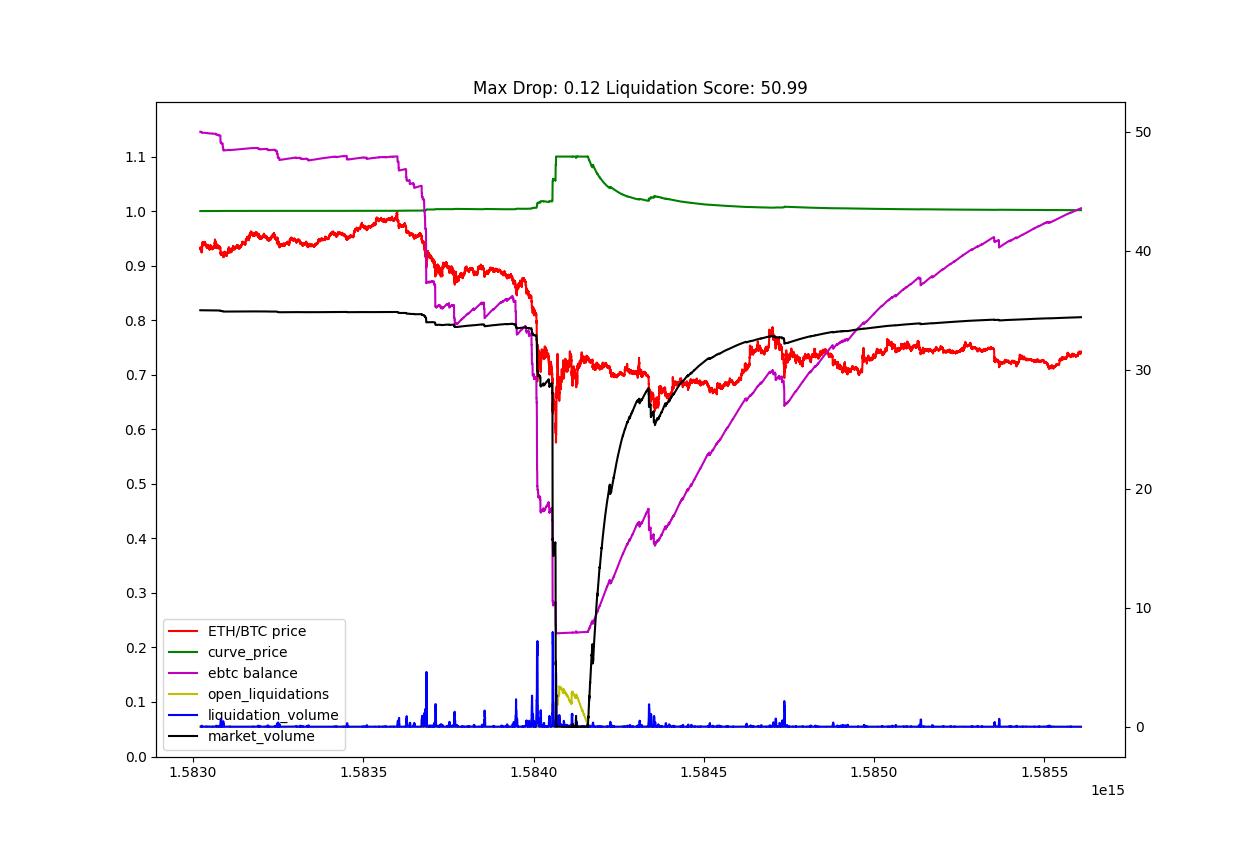 Max Drop: 0.12 Liquidation Score: 50.99
1.1
1.0
0.9
0.8
0.7
0.6
0.5
0.4
0.3
0.2
0.1
0.0
50
40
30
20
10
0
ETH/BTC price
curve_price
ebtc balance
open_liquidations
liquidation_volume
market_volume
1.5830 1.5835 1.5840 1.5845 1.5850 1.5855
1e15